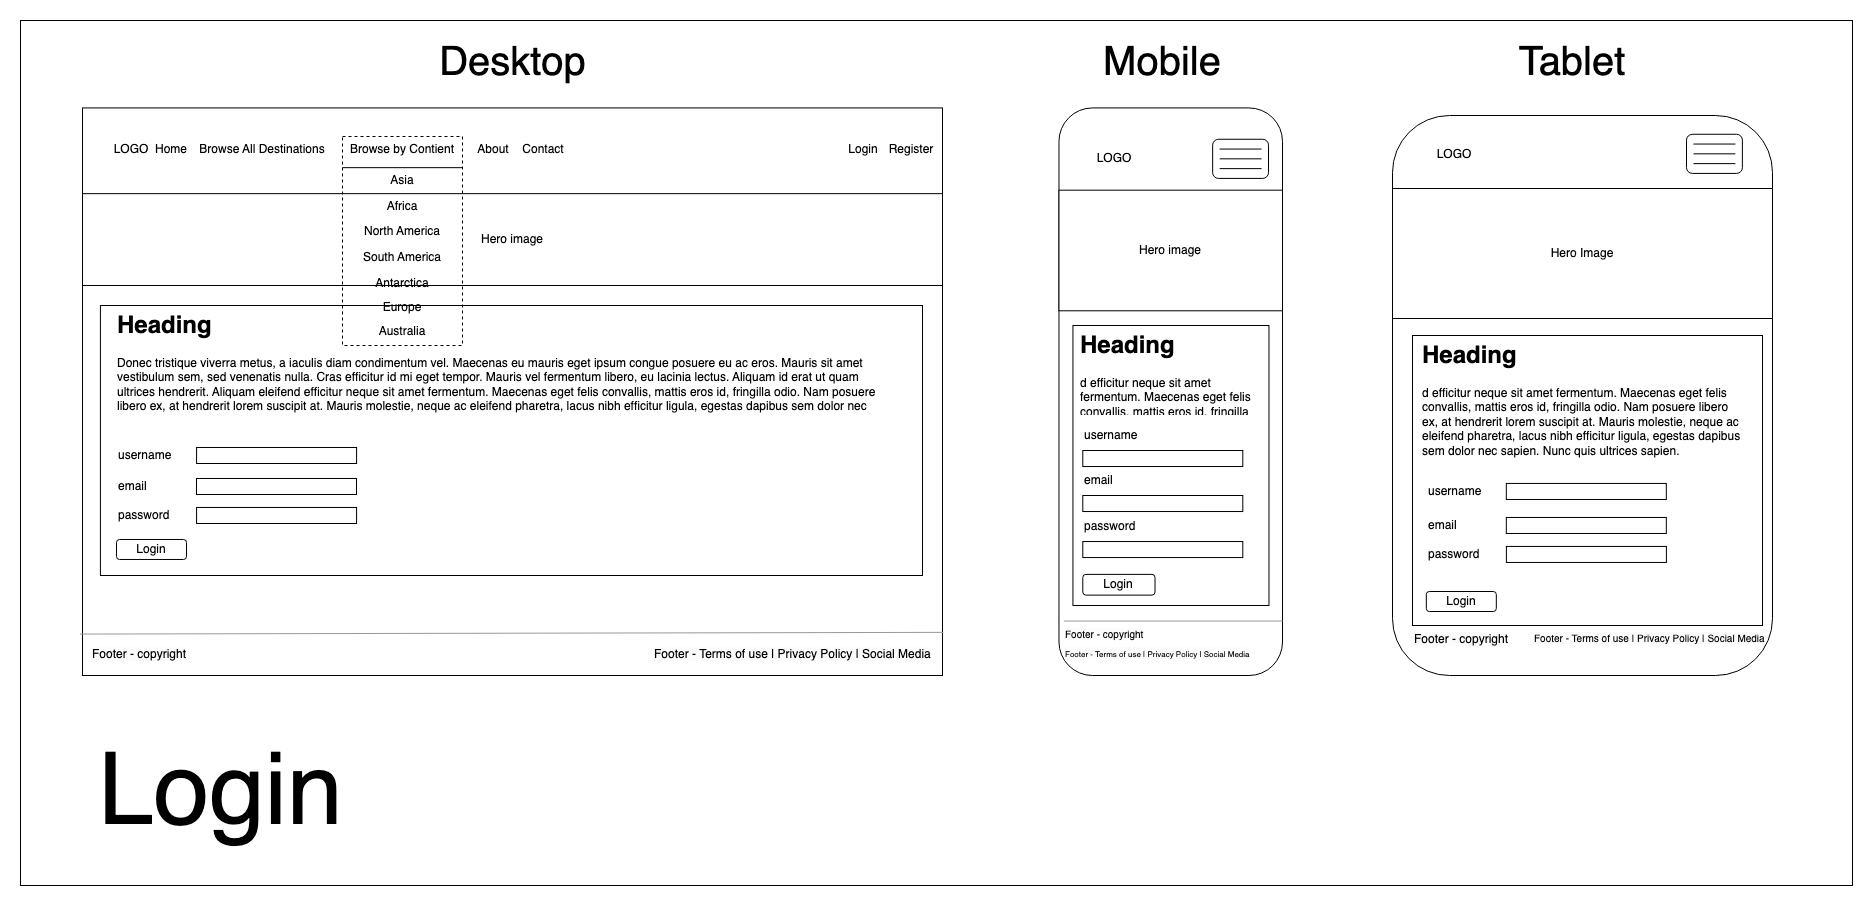 Desktop
LOGO Home Browse All Destinations Browse by Contient About Contact Login Register
Asia
Africa
North America
South America
Antarctica
Europe
Australia
Hero image
Heading
Donec tristique viverra metus, a iaculis diam condimentum vel. Maecenas eu mauris eget ipsum congue posuere eu ac eros. Mauris sit amet
vestibulum sem, sed venenatis nulla. Cras efficitur id mi eget tempor. Mauris vel fermentum libero, eu lacinia lectus. Aliquam id erat ut quam
ultrices hendrerit. Aliquam eleifend efficitur neque sit amet fermentum. Maecenas eget felis convallis, mattis eros id, fringilla odio. Nam posuere
libero ex, at hendrerit lorem suscipit at. Mauris molestie, neque ac eleifend pharetra, lacus nibh efficitur ligula, egestas dapibus sem dolor nec
username
email
password
Login
Footer - copyright Footer - Terms of use | Privacy Policy | Social Media
Mobile
LOGO
Hero image
Heading
d efficitur neque sit amet
fermentum. Maecenas eget felis
convallis, mattis eros id, fringilla
username
email
password
Login
Footer - copyright
Footer - Terms of use | Privacy Policy | Social Media
Tablet
LOGO
Hero Image
Heading
d efficitur neque sit amet fermentum. Maecenas eget felis
convallis, mattis eros id, fringilla odio. Nam posuere libero
ex, at hendrerit lorem suscipit at. Mauris molestie, neque ac
eleifend pharetra, lacus nibh efficitur ligula, egestas dapibus
sem dolor nec sapien. Nunc quis ultrices sapien.
username
email
password
Login
Footer - copyright Footer - Terms of use | Privacy Policy | Social Media
Login